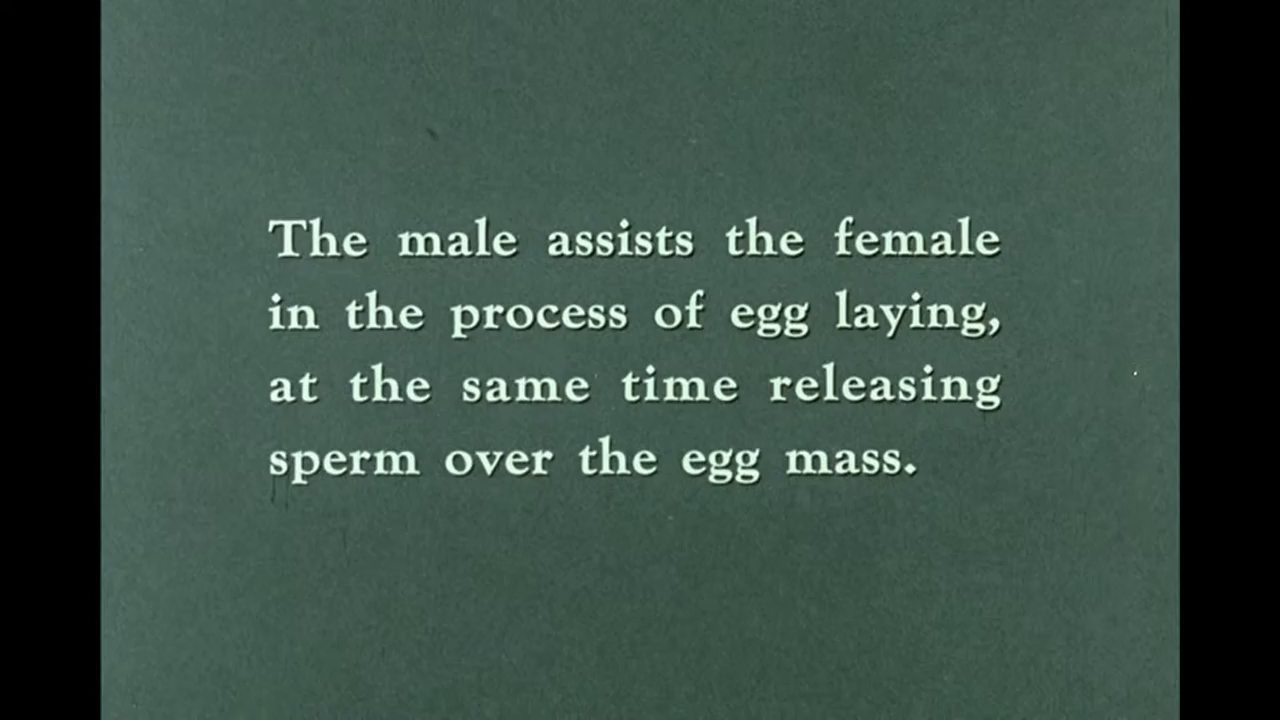 The male assists the female
in the process of egg laying,
at the same time releasing
sperm over the egg mass.